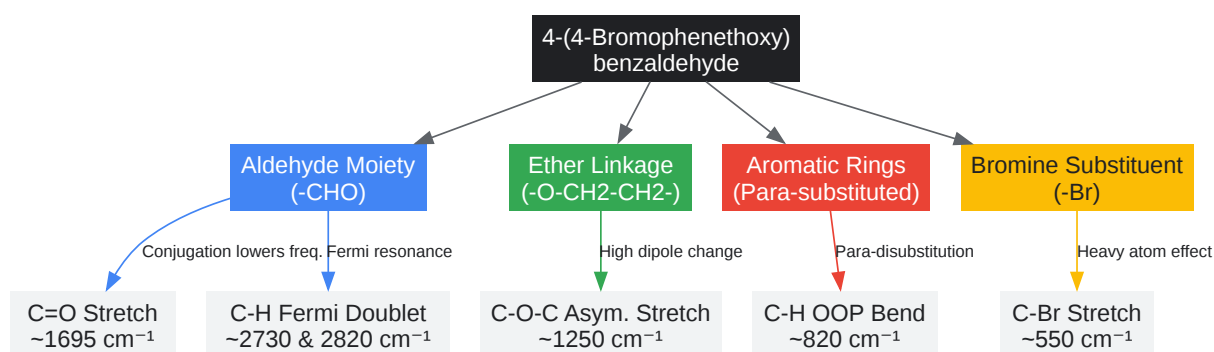 4-(4-Bromophenethoxy)
benzaldehyde
Aldehyde Moiety
(-CHO)
Ether Linkage
(-O-CH2-CH2-)
Aromatic Rings
(Para-substituted)
Bromine Substituent
(-Br)
Conjugation lowers freq.
Fermi resonance
High dipole change
Para-disubstitution
Heavy atom effect
C=O Stretch
~1695 cm⁻¹
C-H Fermi Doublet
~2730 & 2820 cm⁻¹
C-O-C Asym. Stretch
~1250 cm⁻¹
C-H OOP Bend
~820 cm⁻¹
C-Br Stretch
~550 cm⁻¹